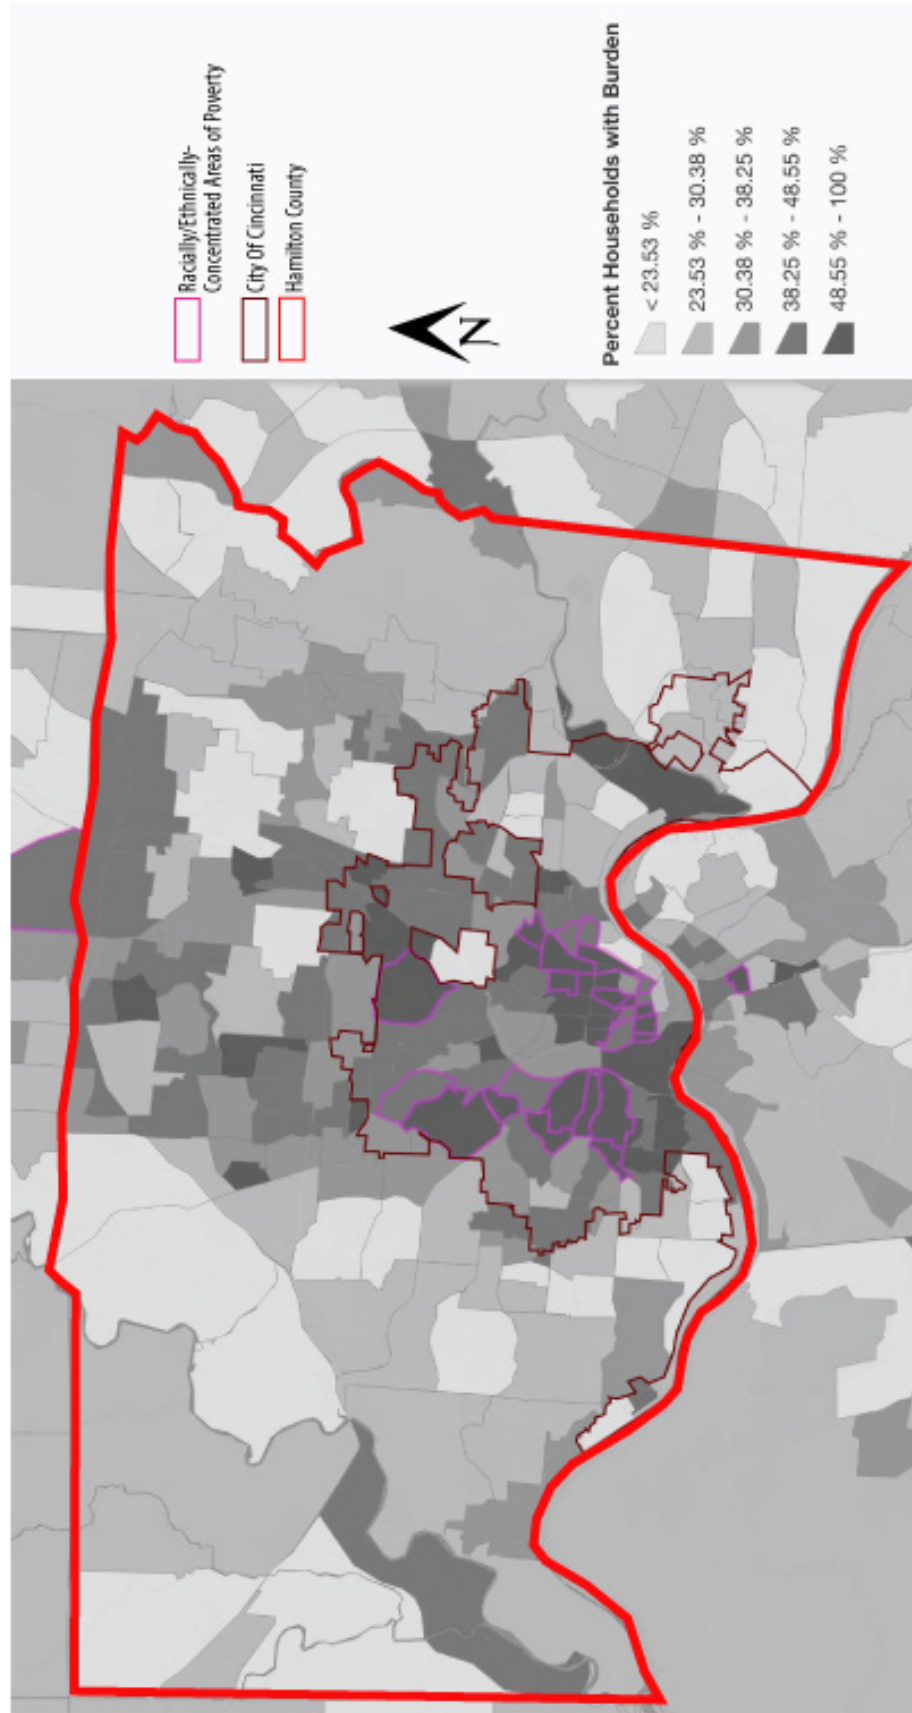 Racially/Ethnically-
Concentrated Areas of Poverty
City Of Cincinnati
Hamilton County
N
Percent Households with Burden
< 23.53 %
23.53 % - 30.38 %
30.38 % - 38.25 %
38.25 % - 48.55 %
48.55 % - 100 %